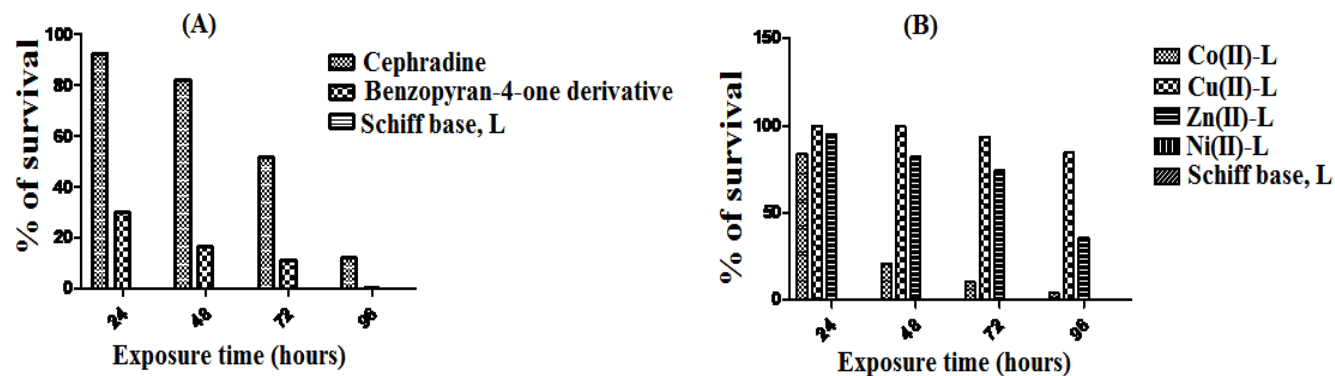 (A)
100
80
60
40
20
0
% of survival
24 48 72 96
Exposure time (hours)
Cephradine
Benzopyran-4-one derivative
Schiff base, L
(B)
150
100
50
0
% of survival
24 48 72 96
Exposure time (hours)
Co(II)-L
Cu(II)-L
Zn(II)-L
Ni(II)-L
Schiff base, L